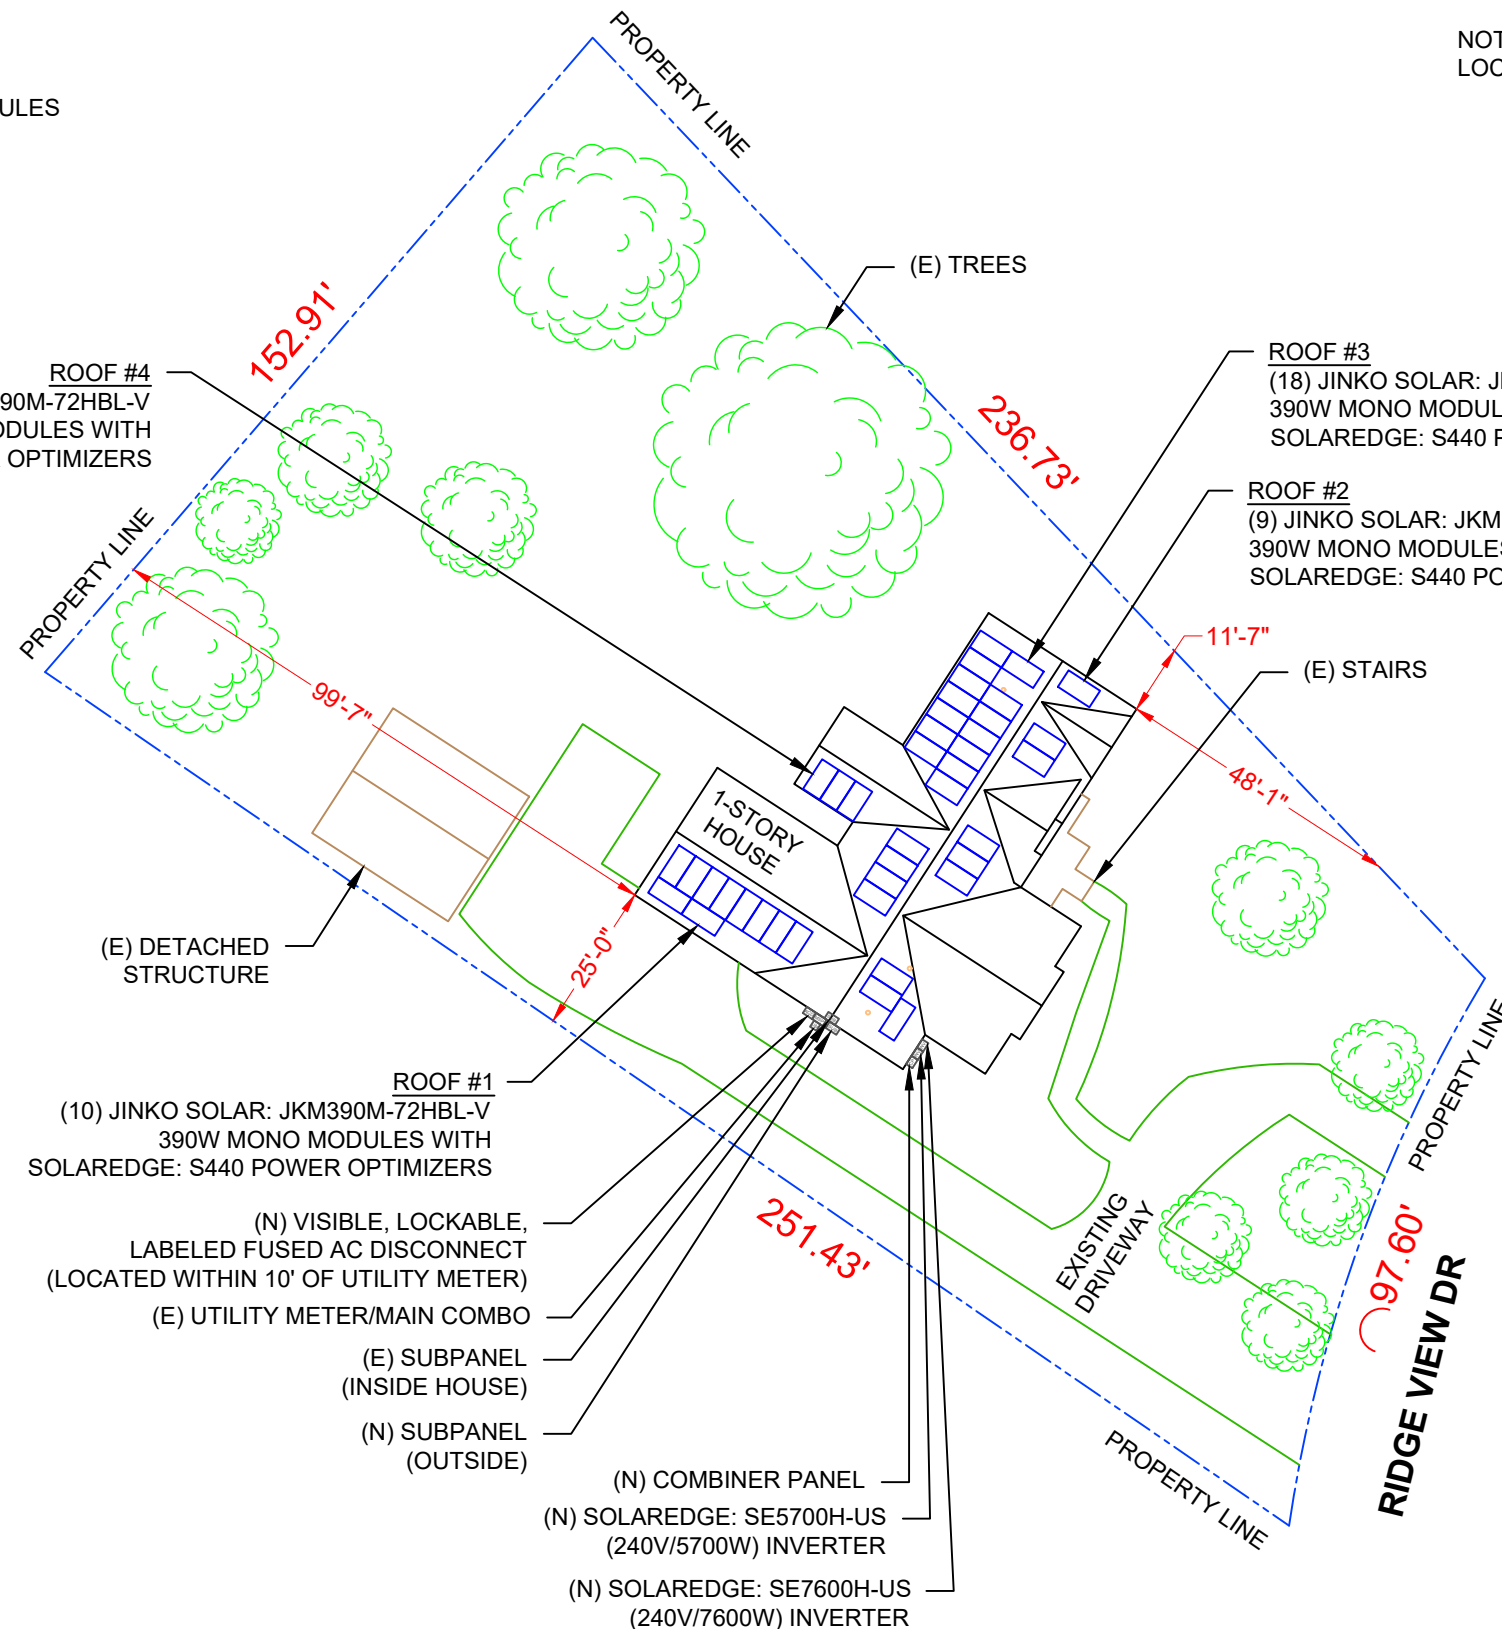 NOT
LOC
ULES
PROPERTY LINE
(E) TREES
152.91'
236.73'
ROOF #4
90M-72HBL-V
ODULES WITH
OPTIMIZERS
ROOF #3
(18) JINKO SOLAR: J
390W MONO MODUL
SOLAREDGE: S440 P
ROOF #2
(9) JINKO SOLAR: JKM
390W MONO MODULES
SOLAREDGE: S440 PO
PROPERTY LINE
11'-7"
(E) STAIRS
99'-7"
48'-1"
1-STORY
HOUSE
(E) DETACHED
STRUCTURE
25'-0"
ROOF #1
(10) JINKO SOLAR: JKM390M-72HBL-V
390W MONO MODULES WITH
SOLAREDGE: S440 POWER OPTIMIZERS
PROPERTY LINE
(N) VISIBLE, LOCKABLE,
LABELED FUSED AC DISCONNECT
(LOCATED WITHIN 10' OF UTILITY METER)
251.43'
EXISTING
DRIVEWAY
97.60'
RIDGE VIEW DR
(E) UTILITY METER/MAIN COMBO
(E) SUBPANEL
(INSIDE HOUSE)
(N) SUBPANEL
(OUTSIDE)
(N) COMBINER PANEL
(N) SOLAREDGE: SE5700H-US
(240V/5700W) INVERTER
(N) SOLAREDGE: SE7600H-US
(240V/7600W) INVERTER
PROPERTY LINE